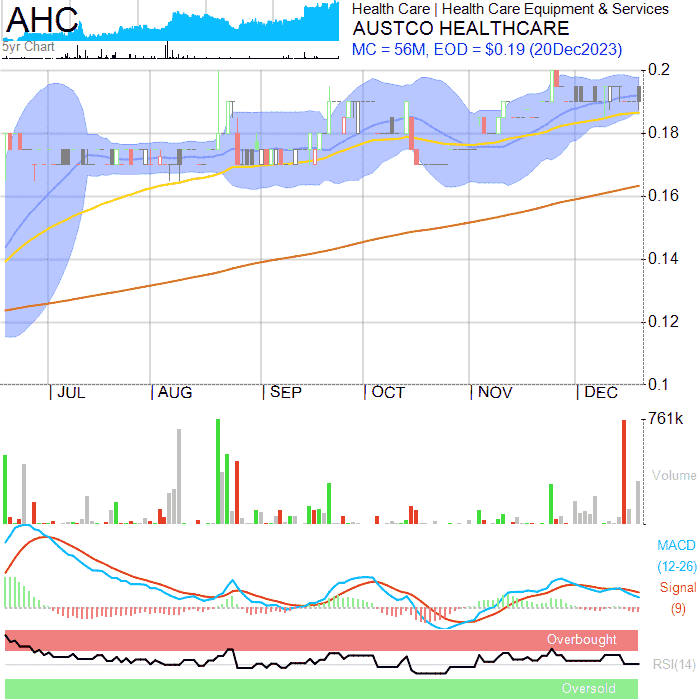 AHC
5yr Chart
Health Care | Health Care Equipment & Services
AUSTCO HEALTHCARE
MC = 56M, EOD = $0.19 (20Dec2023)
0.2
0.18
0.16
0.14
0.12
0.1
JUL
AUG
SEP
OCT
NOV
DEC
761k
Volume
MACD
(12-26)
Signal
(9)
Overbought
RSI(14)
Oversold